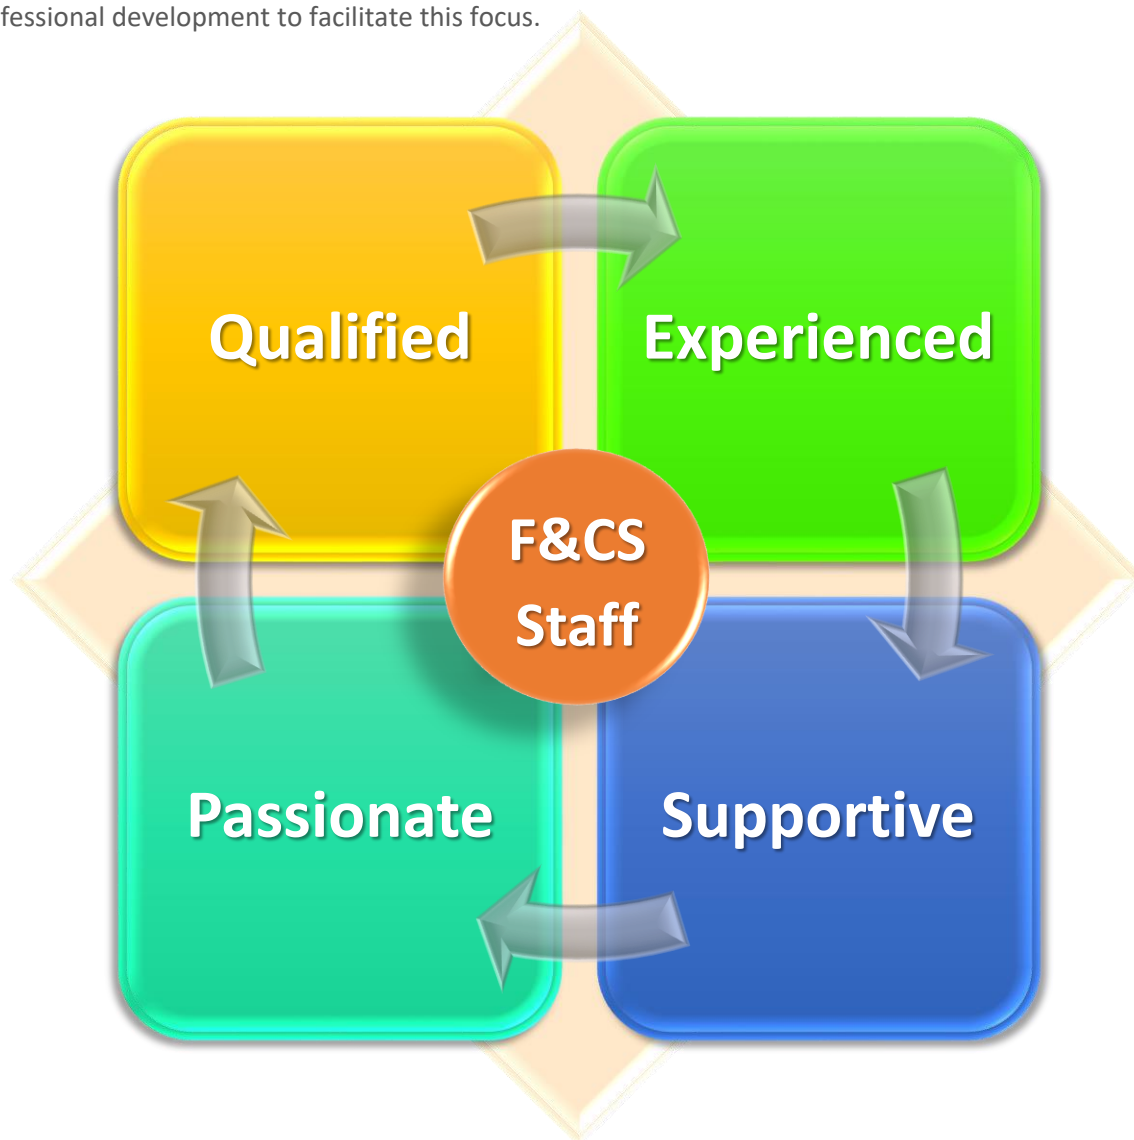 fessional development to facilitate this focus.
Qualified
Experienced
F&CS
Staff
Passionate
Supportive